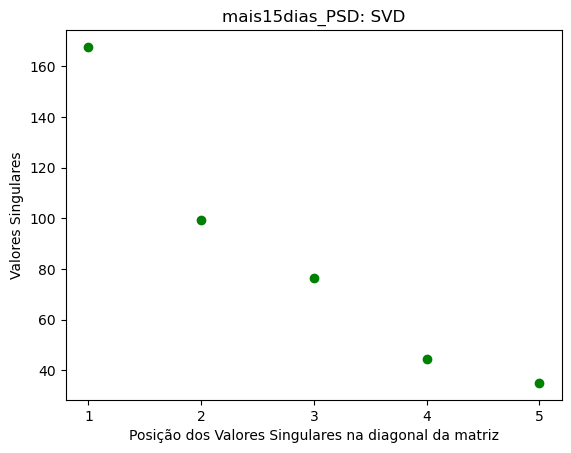 mais15dias_PSD: SVD
Valores Singulares
160
140
120
100
80
60
40
1 2 3 4 5
Posição dos Valores Singulares na diagonal da matriz